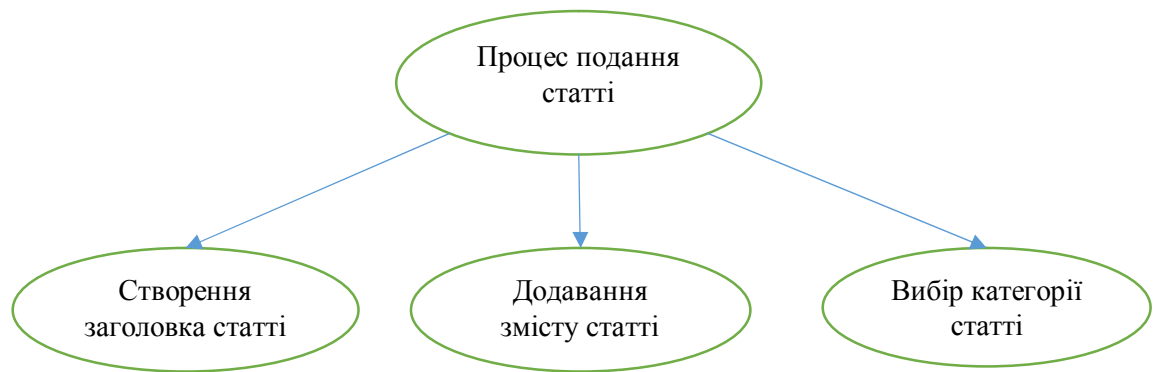 Процес подання
статті
Створення
заголовка статті
Додавання
змісту статті
Вибір категорії
статті